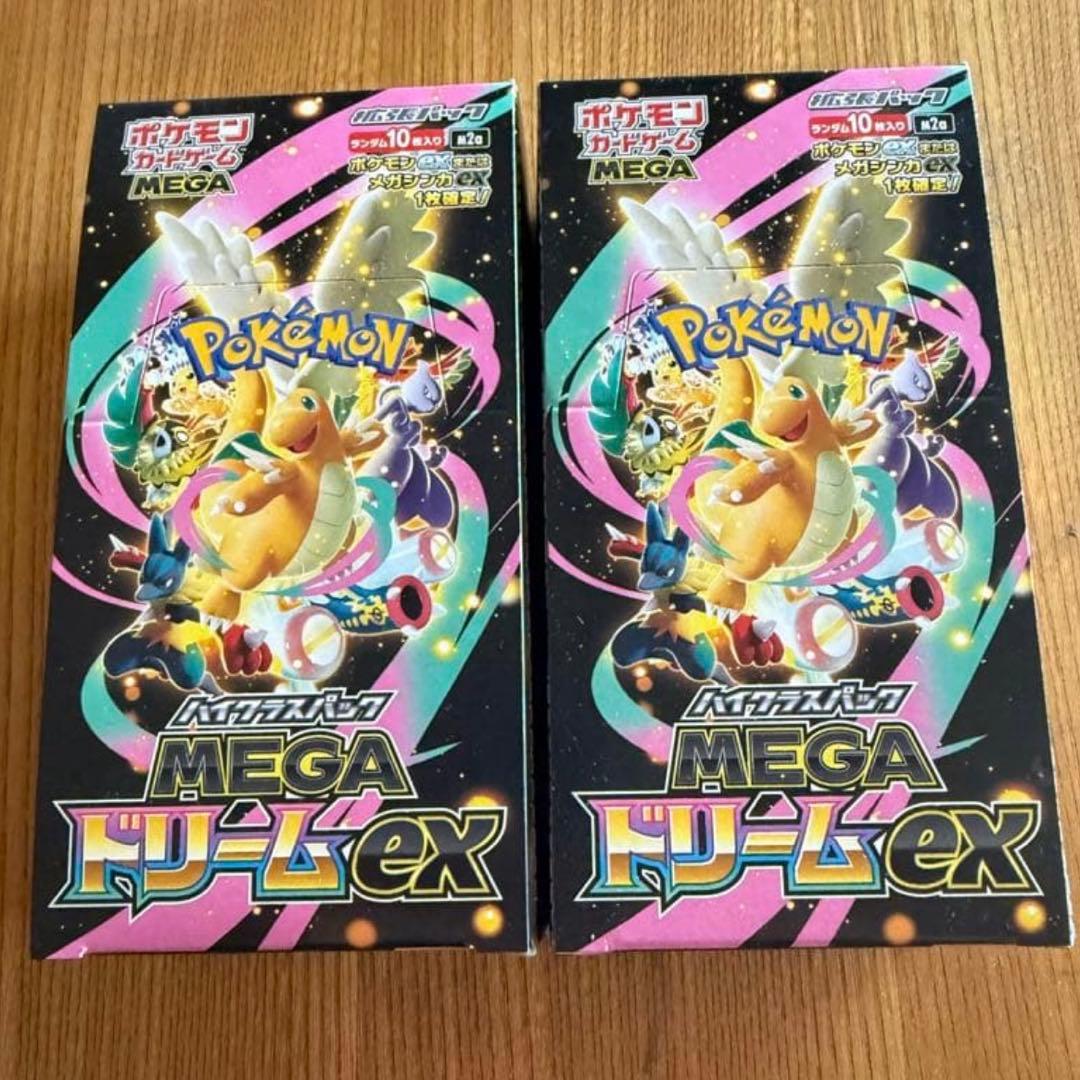 ポケモン
カードゲーム
MEGA
拡張パック
ランダム10枚入り M2a
ポケモンexまたは
メガシンカex
1枚確定!
POKéMON
ハイクラスパック
MEGA
ドリームex
ポケモン
カードゲーム
MEGA
拡張パック
ランダム10枚入り M2a
ポケモンexまたは
メガシンカex
1枚確定!
POKéMON
ハイクラスパック
MEGA
ドリームex